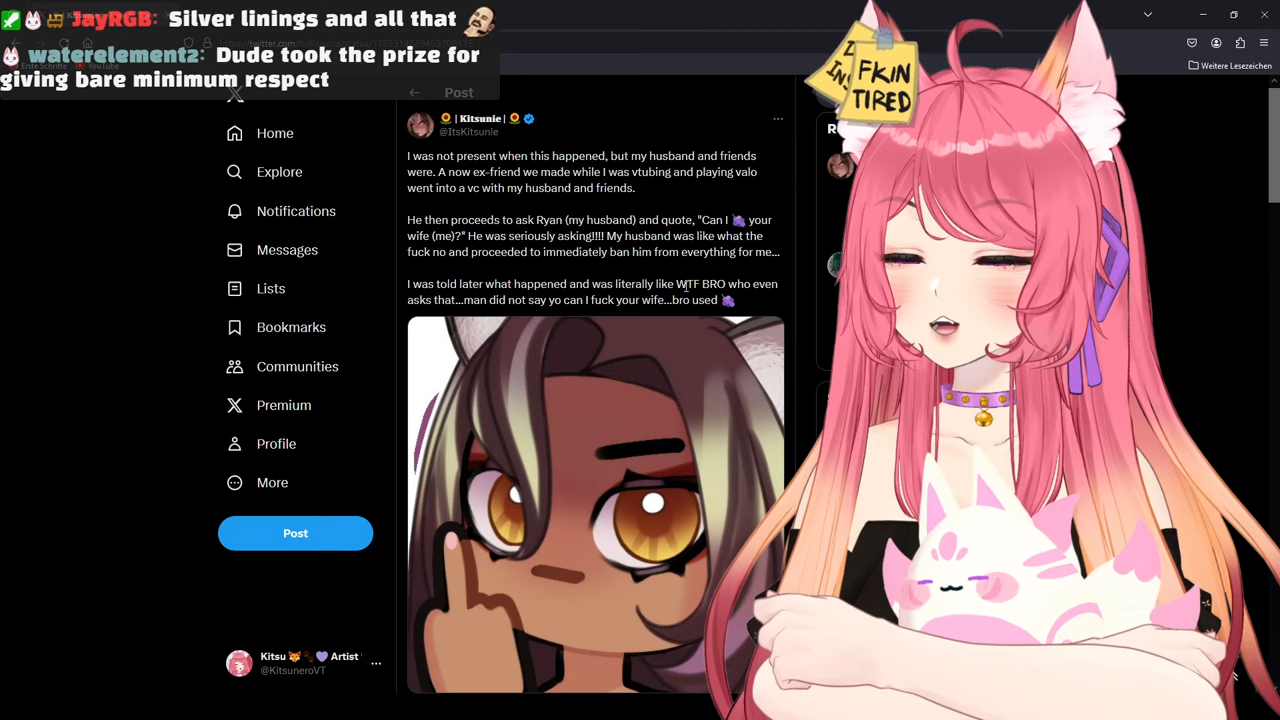 JayRGB: Silver linings and all that
waterelement2: Dude took the prize for
giving bare minimum respect
Erste Schritte
YouTube
Weitere Lesezeichen
FKIN
TIRED
Post
Home
Explore
Notifications
Messages
Lists
Bookmarks
Communities
Premium
Profile
More
Post
Kitsu 🦊🐾💜 Artist
@KitsuneroVT
🌻 | Kitsunie | 🌻
@ItsKitsunie
I was not present when this happened, but my husband and friends
were. A now ex-friend we made while I was vtubing and playing valo
went into a vc with my husband and friends.
He then proceeds to ask Ryan (my husband) and quote, "Can I 🍇 your
wife (me)?" He was seriously asking!!!! My husband was like what the
fuck no and proceeded to immediately ban him from everything for me...
I was told later what happened and was literally like WTF BRO who even
asks that...man did not say yo can I fuck your wife...bro used 🍇